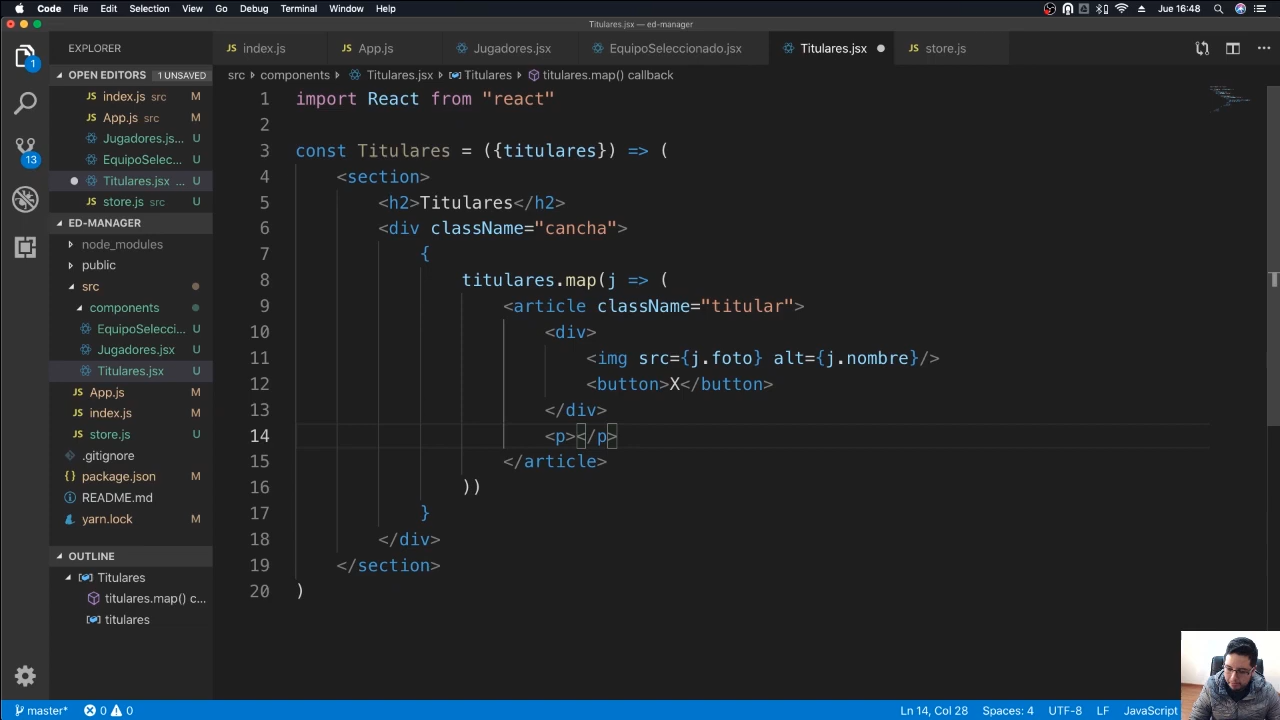 Code File Edit Selection View Go Debug Terminal Window Help Jue 16:48
Titulares.jsx — ed-manager
EXPLORER
index.js App.js Jugadores.jsx EquipoSeleccionado.jsx Titulares.jsx store.js
OPEN EDITORS 1 UNSAVED
src components Titulares.jsx Titulares titulares.map() callback
index.js src M
App.js src M
Jugadores.js... U
EquipoSelec... U
Titulares.jsx ... U
store.js src U
ED-MANAGER
node_modules
public
src
components
EquipoSelecci... U
Jugadores.jsx U
Titulares.jsx U
App.js M
index.js M
store.js U
.gitignore
package.json M
README.md
yarn.lock M
OUTLINE
Titulares
titulares.map() c...
titulares
13
1
1 import React from "react"
2
3 const Titulares = ({titulares}) => (
4 <section>
5 <h2>Titulares</h2>
6 <div className="cancha">
7 {
8 titulares.map(j => (
9 <article className="titular">
10 <div>
11 <img src={j.foto} alt={j.nombre}/>
12 <button>X</button>
13 </div>
14 <p></p>
15 </article>
16 ))
17 }
18 </div>
19 </section>
20 )
master* 0 0 Ln 14, Col 28 Spaces: 4 UTF-8 LF JavaScript